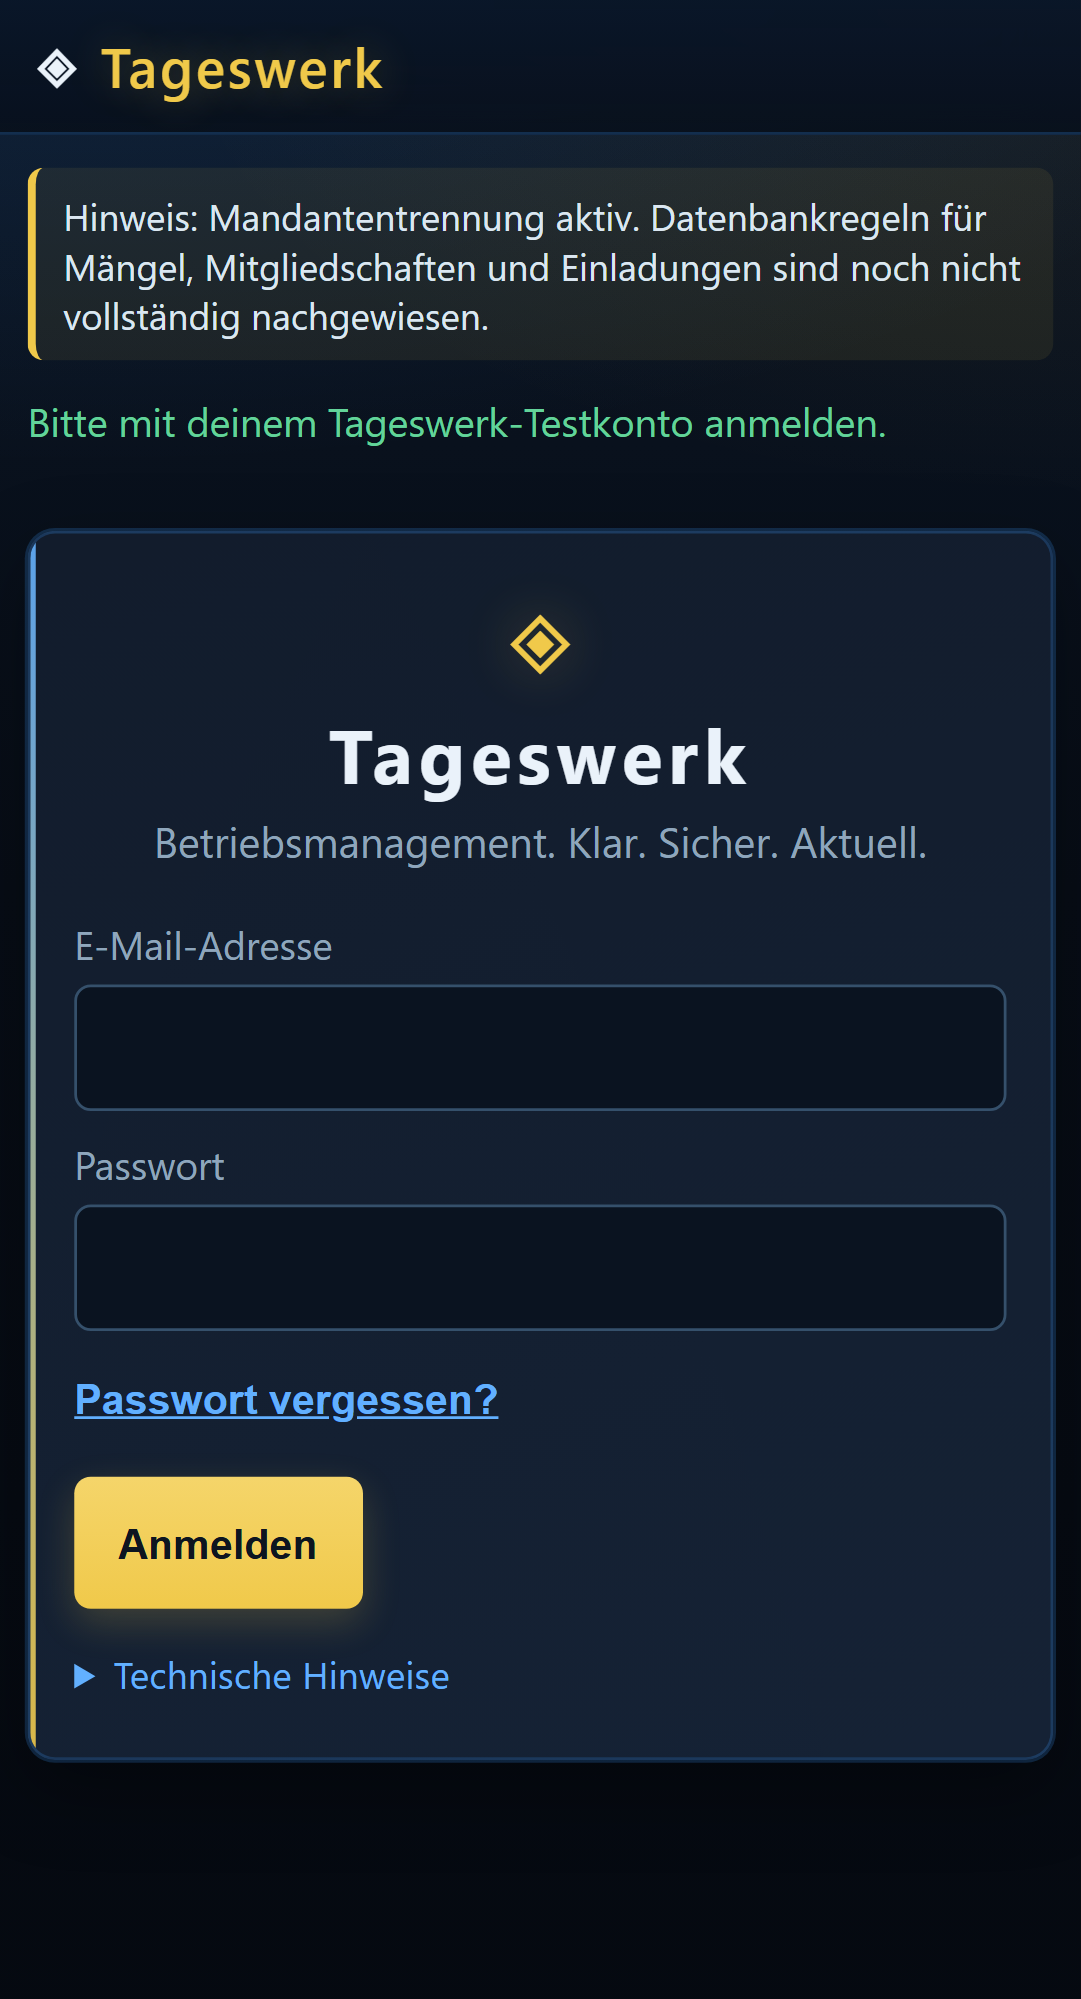 Tageswerk
Hinweis: Mandantentrennung aktiv. Datenbankregeln für
Mängel, Mitgliedschaften und Einladungen sind noch nicht
vollständig nachgewiesen.
Bitte mit deinem Tageswerk-Testkonto anmelden.
Tageswerk
Betriebsmanagement. Klar. Sicher. Aktuell.
E-Mail-Adresse
Passwort
Passwort vergessen?
Anmelden
Technische Hinweise